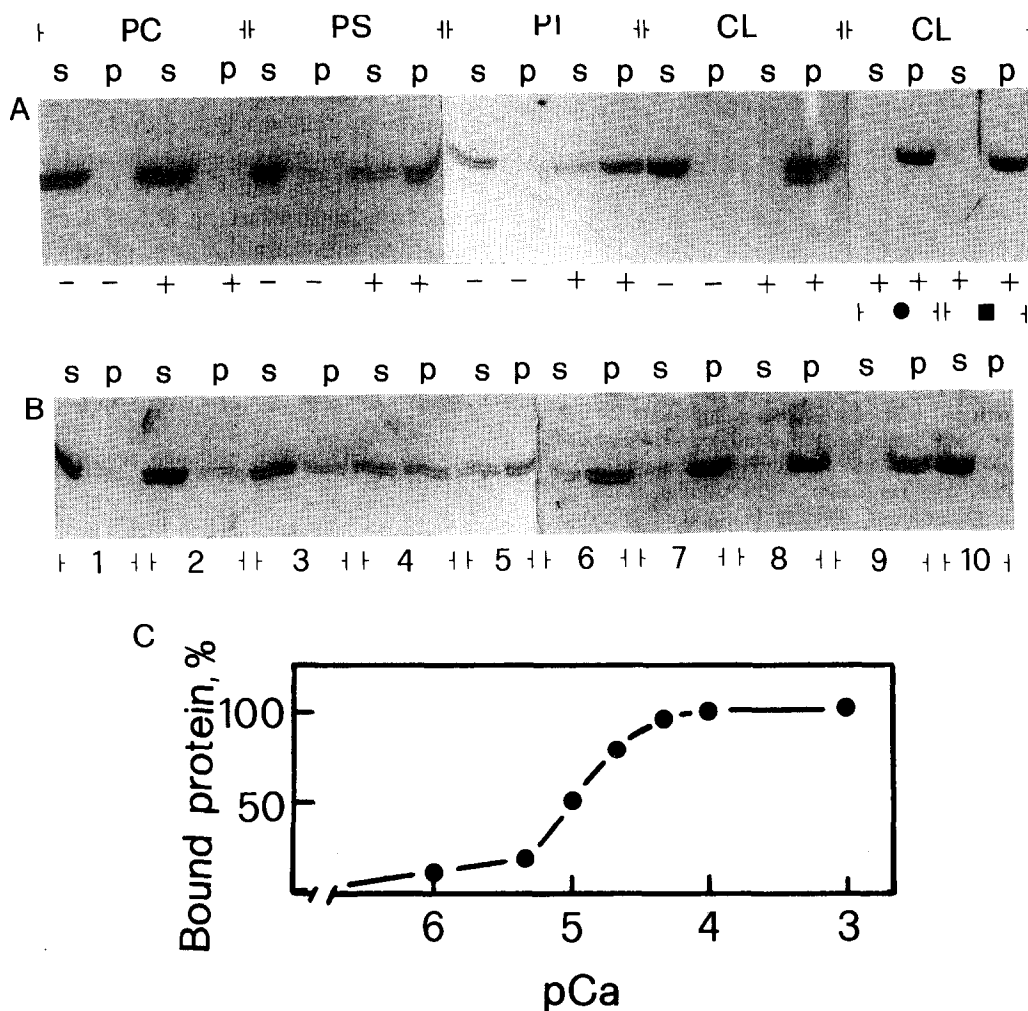 PC PS PI CL CL
s p s p s p s p s p s p s p s p s p s p
A
− − + + − − + + − − + + − − + + + + + +
● ■
s p s p s p s p s p s p s p s p s p s p
B
1 2 3 4 5 6 7 8 9 10
C
Bound protein, %
100
50
6 5 4 3
pCa